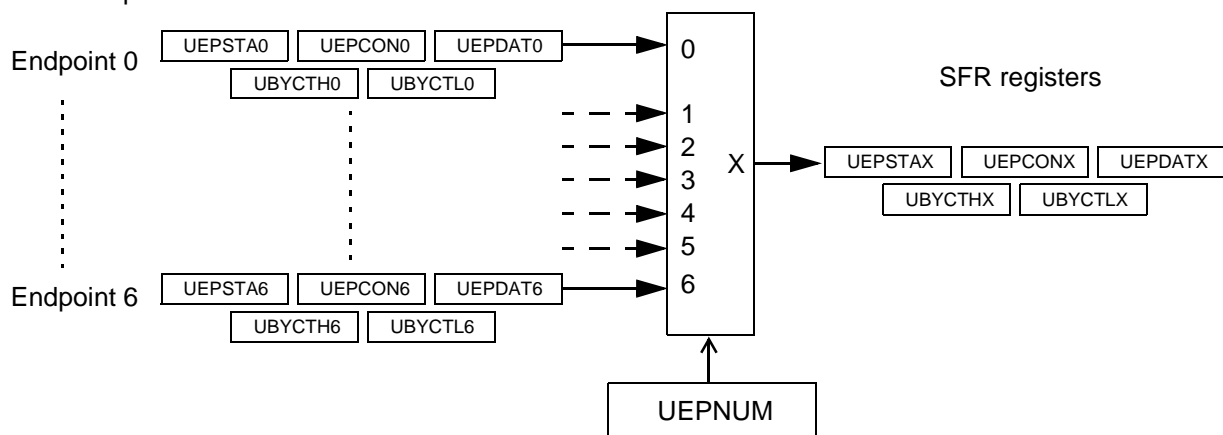 Endpoint 0
UEPSTA0 UEPCON0 UEPDAT0
UBYCTH0 UBYCTL0
0
1
2
3
4
5
6
X
SFR registers
UEPSTAX UEPCONX UEPDATX
UBYCTHX UBYCTLX
Endpoint 6
UEPSTA6 UEPCON6 UEPDAT6
UBYCTH6 UBYCTL6
UEPNUM